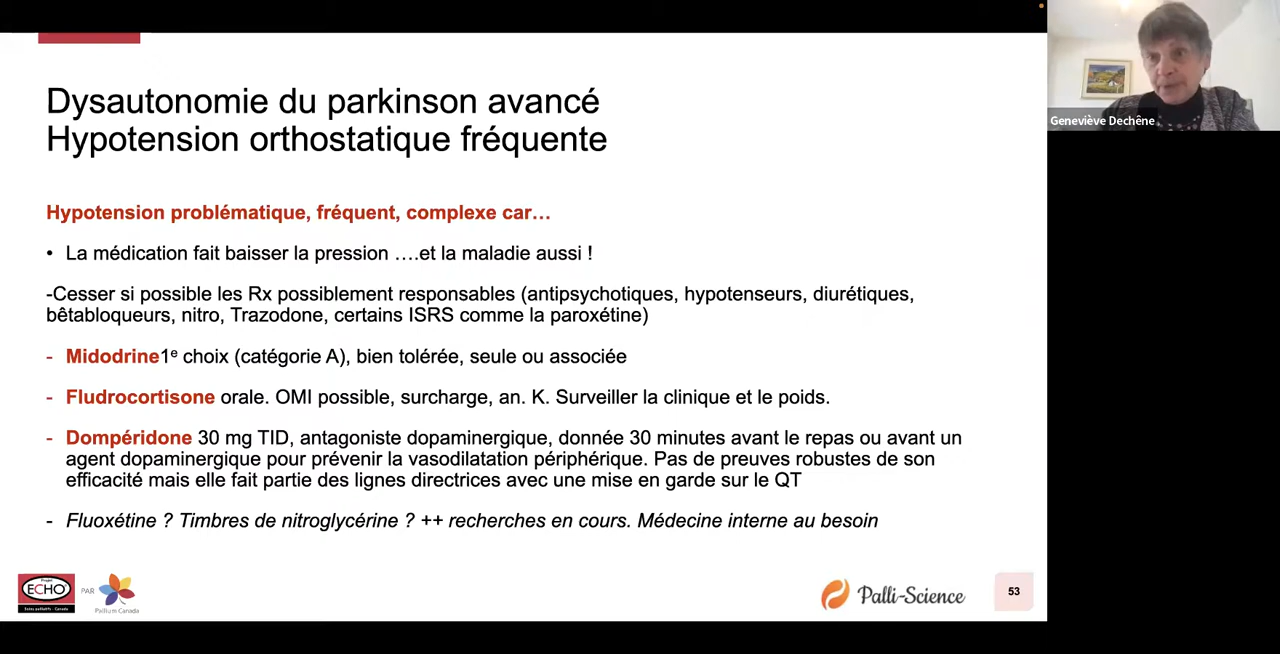 Dysautonomie du parkinson avancé
Hypotension orthostatique fréquente
Hypotension problématique, fréquent, complexe car…
• La médication fait baisser la pression ….et la maladie aussi !
-Cesser si possible les Rx possiblement responsables (antipsychotiques, hypotenseurs, diurétiques,
bêtabloqueurs, nitro, Trazodone, certains ISRS comme la paroxétine)
- Midodrine1e choix (catégorie A), bien tolérée, seule ou associée
- Fludrocortisone orale. OMI possible, surcharge, an. K. Surveiller la clinique et le poids.
- Dompéridone 30 mg TID, antagoniste dopaminergique, donnée 30 minutes avant le repas ou avant un
agent dopaminergique pour prévenir la vasodilatation périphérique. Pas de preuves robustes de son
efficacité mais elle fait partie des lignes directrices avec une mise en garde sur le QT
- Fluoxétine ? Timbres de nitroglycérine ? ++ recherches en cours. Médecine interne au besoin
Geneviève Dechêne
Projet
ECHO
Soins palliatifs Canada
PAR
Pallium Canada
Palli-Science
53